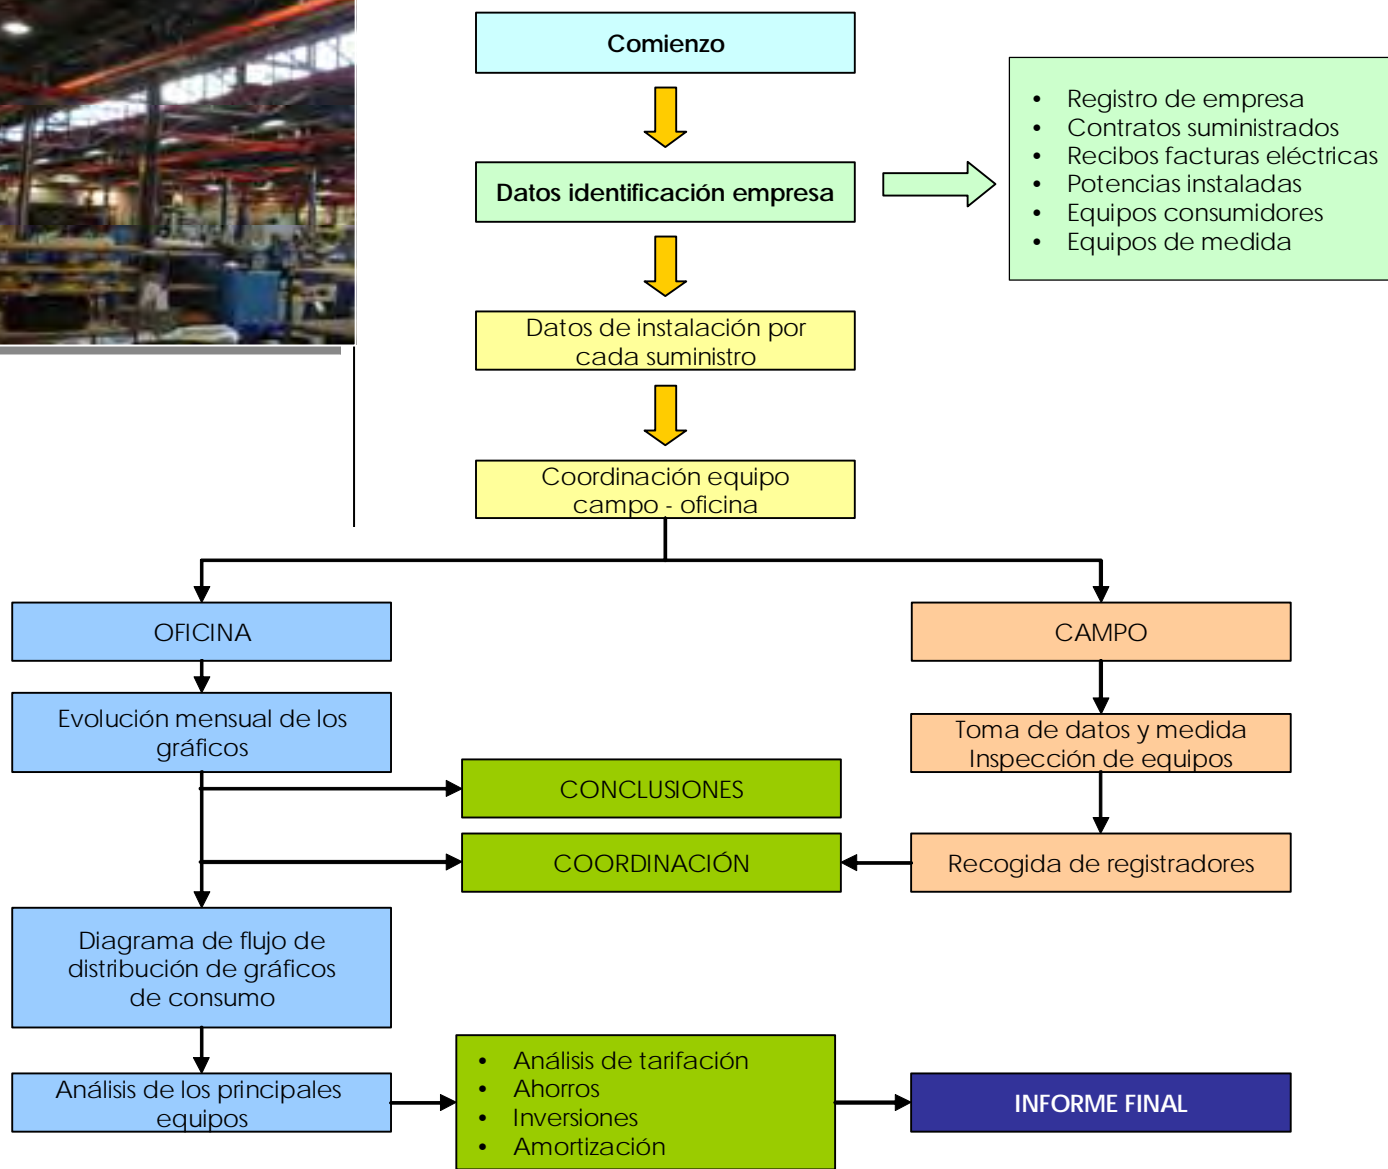 Comienzo
Datos identificación empresa
• Registro de empresa
• Contratos suministrados
• Recibos facturas eléctricas
• Potencias instaladas
• Equipos consumidores
• Equipos de medida
Datos de instalación por
cada suministro
Coordinación equipo
campo - oficina
OFICINA
CAMPO
Evolución mensual de los
gráficos
Toma de datos y medida
Inspección de equipos
CONCLUSIONES
COORDINACIÓN
Recogida de registradores
Diagrama de flujo de
distribución de gráficos
de consumo
Análisis de los principales
equipos
• Análisis de tarifación
• Ahorros
• Inversiones
• Amortización
INFORME FINAL